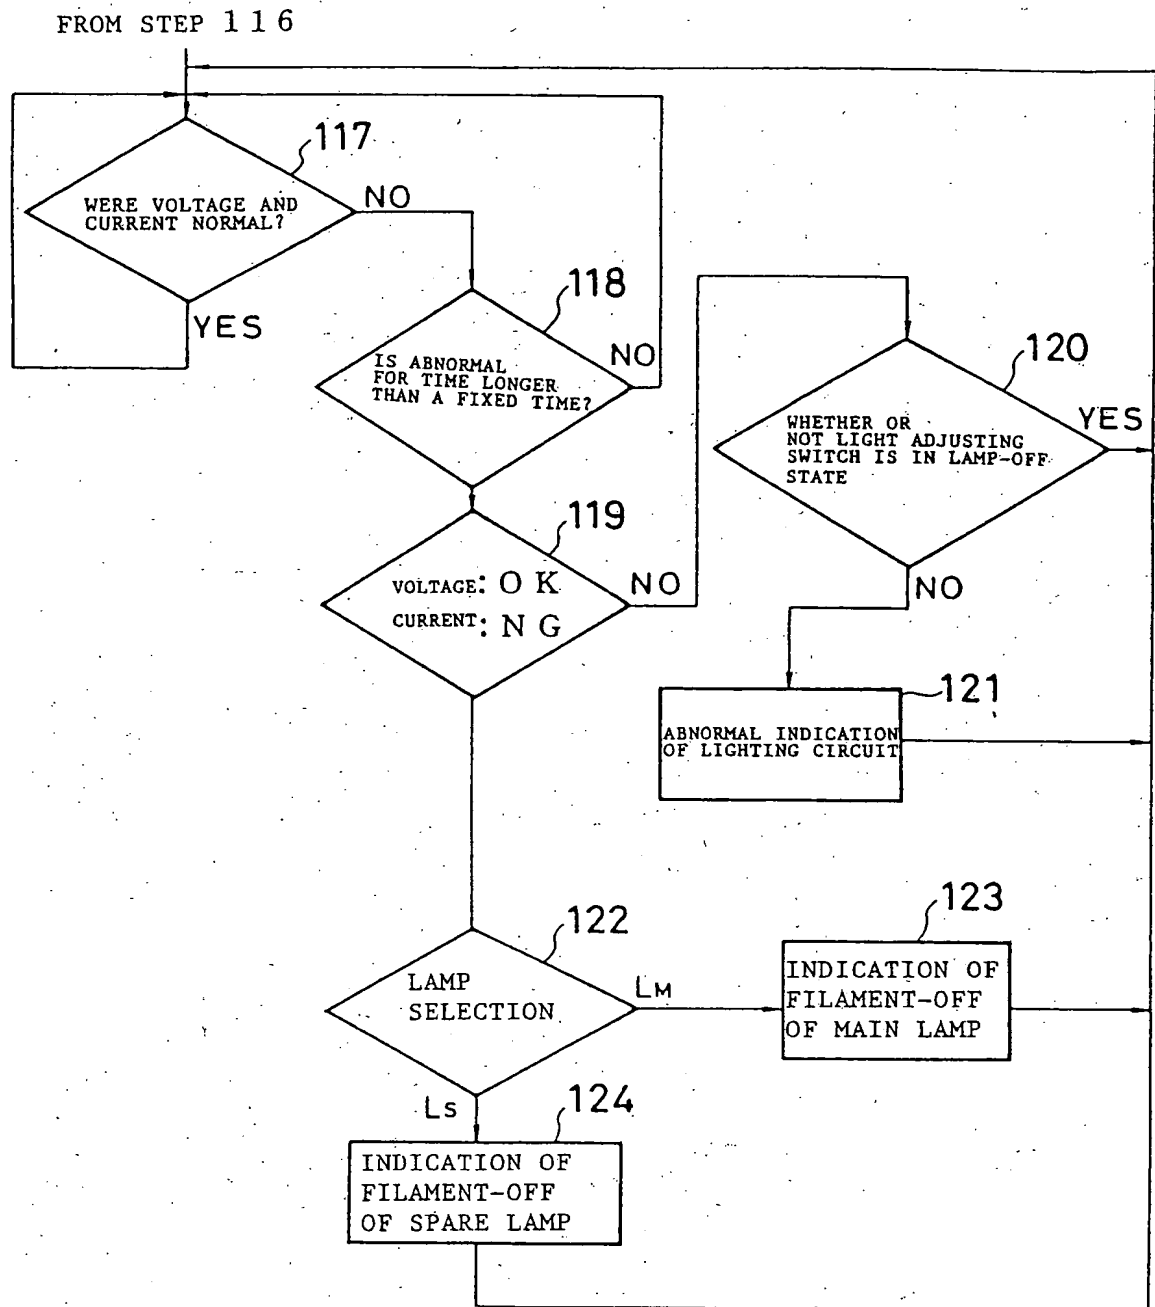 FROM STEP 116
117
WERE VOLTAGE AND
CURRENT NORMAL?
NO
YES
118
IS ABNORMAL
FOR TIME LONGER
THAN A FIXED TIME?
NO
119
VOLTAGE: OK
CURRENT: NG
NO
120
WHETHER OR
NOT LIGHT ADJUSTING
SWITCH IS IN LAMP-OFF
STATE
YES
NO
121
ABNORMAL INDICATION
OF LIGHTING CIRCUIT
122
LAMP
SELECTION
LM
123
INDICATION OF
FILAMENT-OFF
OF MAIN LAMP
LS
124
INDICATION OF
FILAMENT-OFF
OF SPARE LAMP